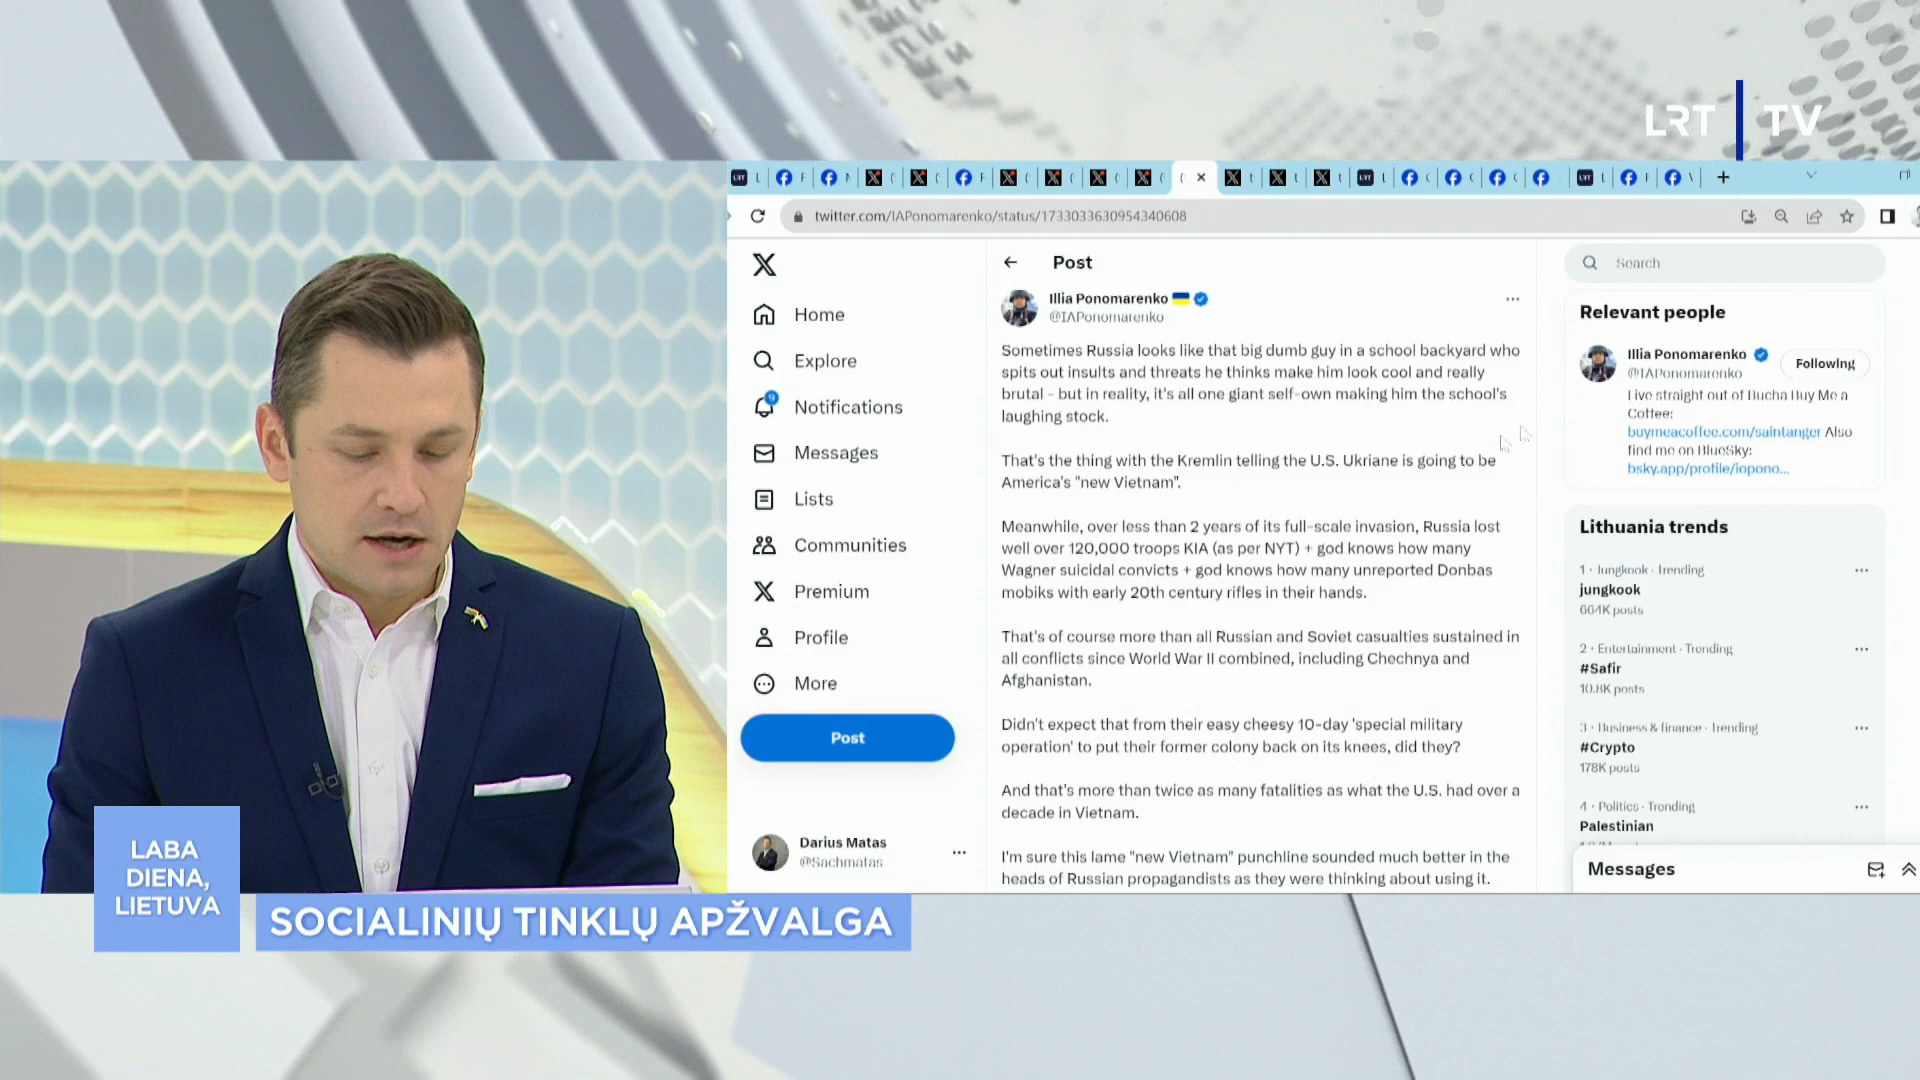 LRT TV
twitter.com/IAPonomarenko/status/1733033630954340608
Home
Explore
Notifications
Messages
Lists
Communities
Premium
Profile
More
Post
Darius Matas
@Sachmatas
Post
Illia Ponomarenko
@IAPonomarenko
Sometimes Russia looks like that big dumb guy in a school backyard who
spits out insults and threats he thinks make him look cool and really
brutal - but in reality, it's all one giant self-own making him the school's
laughing stock.
That's the thing with the Kremlin telling the U.S. Ukriane is going to be
America's "new Vietnam".
Meanwhile, over less than 2 years of its full-scale invasion, Russia lost
well over 120,000 troops KIA (as per NYT) + god knows how many
Wagner suicidal convicts + god knows how many unreported Donbas
mobiks with early 20th century rifles in their hands.
That's of course more than all Russian and Soviet casualties sustained in
all conflicts since World War II combined, including Chechnya and
Afghanistan.
Didn't expect that from their easy cheesy 10-day 'special military
operation' to put their former colony back on its knees, did they?
And that's more than twice as many fatalities as what the U.S. had over a
decade in Vietnam.
I'm sure this lame "new Vietnam" punchline sounded much better in the
heads of Russian propagandists as they were thinking about using it.
Search
Relevant people
Illia Ponomarenko
@IAPonomarenko
Following
Live straight out of Bucha Buy Me a
Coffee:
buymeacoffee.com/saintanger Also
find me on BlueSky:
bsky.app/profile/iopono...
Lithuania trends
1 · Jungkook · Trending
jungkook
664K posts
2 · Entertainment · Trending
#Safir
10.8K posts
3 · Business & finance · Trending
#Crypto
178K posts
4 · Politics · Trending
Palestinian
Messages
LABA
DIENA,
LIETUVA
SOCIALINIŲ TINKLŲ APŽVALGA